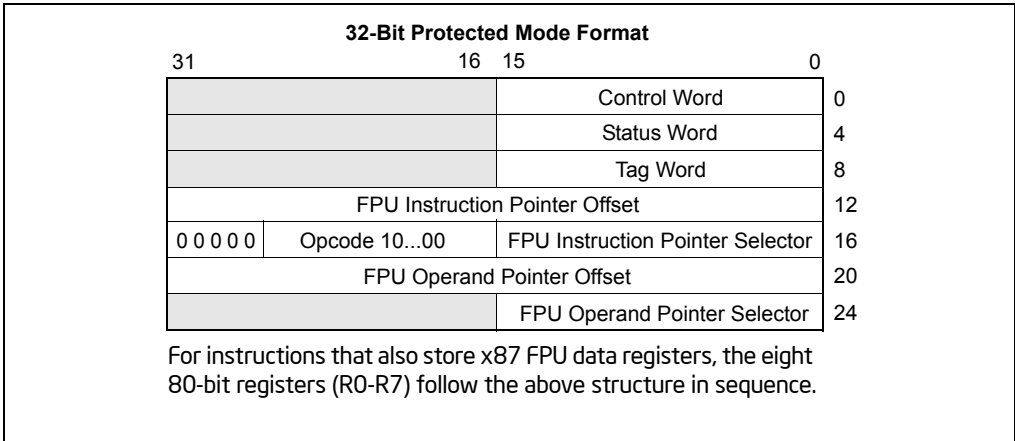 32-Bit Protected Mode Format
31 16 15 0
Control Word 0
Status Word 4
Tag Word 8
FPU Instruction Pointer Offset 12
0 0 0 0 0 Opcode 10...00 FPU Instruction Pointer Selector 16
FPU Operand Pointer Offset 20
FPU Operand Pointer Selector 24
For instructions that also store x87 FPU data registers, the eight
80-bit registers (R0-R7) follow the above structure in sequence.